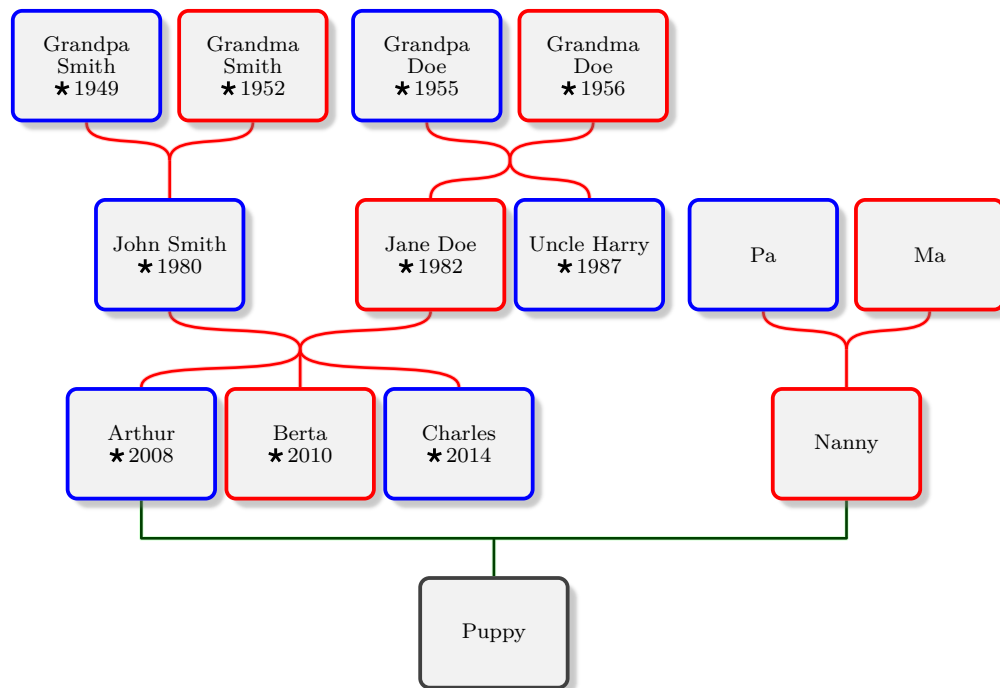 Grandpa
Smith
★ 1949
Grandma
Smith
★ 1952
Grandpa
Doe
★ 1955
Grandma
Doe
★ 1956
John Smith
★ 1980
Jane Doe
★ 1982
Uncle Harry
★ 1987
Pa
Ma
Arthur
★ 2008
Berta
★ 2010
Charles
★ 2014
Nanny
Puppy